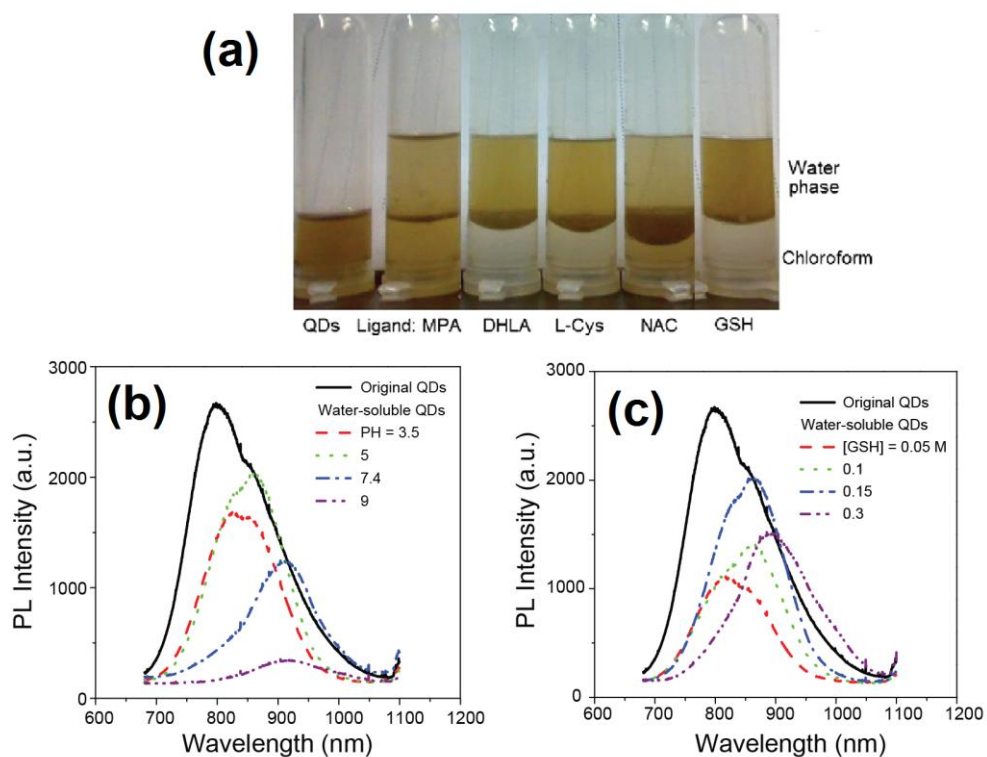 (a)
Water
phase
Chloroform
QDs Ligand: MPA DHLA L-Cys NAC GSH
(b)
3000
2000
1000
0
PL Intensity (a.u.)
600 700 800 900 1000 1100 1200
Wavelength (nm)
Original QDs
Water-soluble QDs
PH = 3.5
5
7.4
9
(c)
3000
2000
1000
0
PL Intensity (a.u.)
600 700 800 900 1000 1100 1200
Wavelength (nm)
Original QDs
Water-soluble QDs
[GSH] = 0.05 M
0.1
0.15
0.3